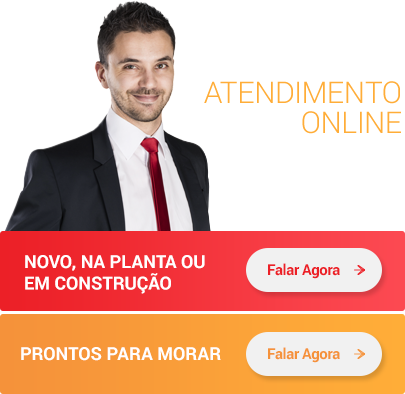 ATENDIMENTO
ONLINE
NOVO, NA PLANTA OU
EM CONSTRUÇÃO
Falar Agora
PRONTOS PARA MORAR
Falar Agora